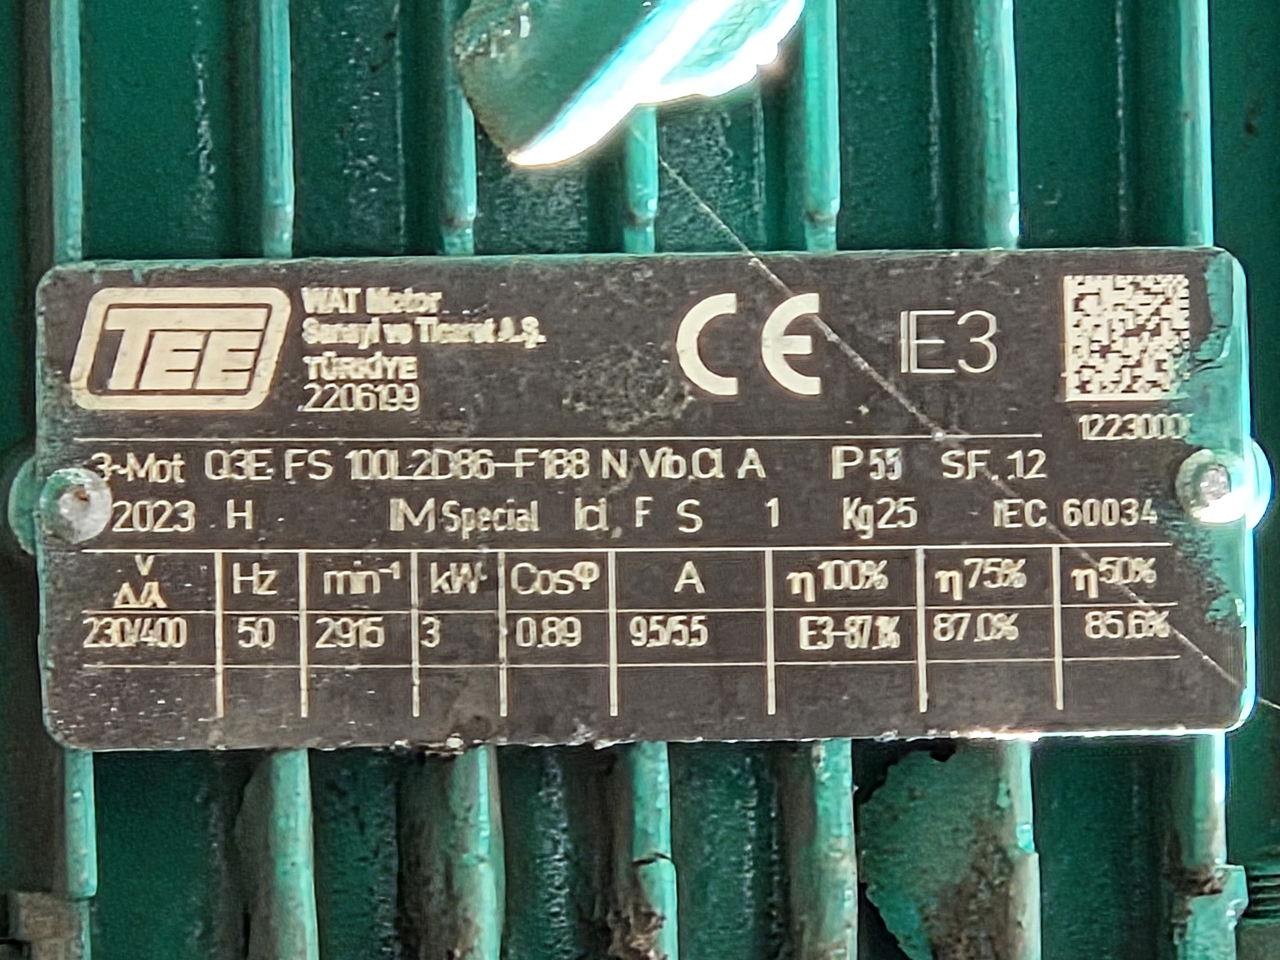 TEE
WAT Motor
Sanayi ve Ticaret A.Ş.
TÜRKİYE
2206199
CE IE3
1223000
3~Mot Q3E FS 100L2D86-F188 N Vib.Cl A IP 55 SF 1.2
2023 H IM Special Icl. F S 1 Kg25 IEC 60034
V Δ/Y Hz min⁻¹ kW Cosφ A η100% η75% η50%
230/400 50 2915 3 0.89 9.5/5.5 E3-87.1% 87.0% 85.6%